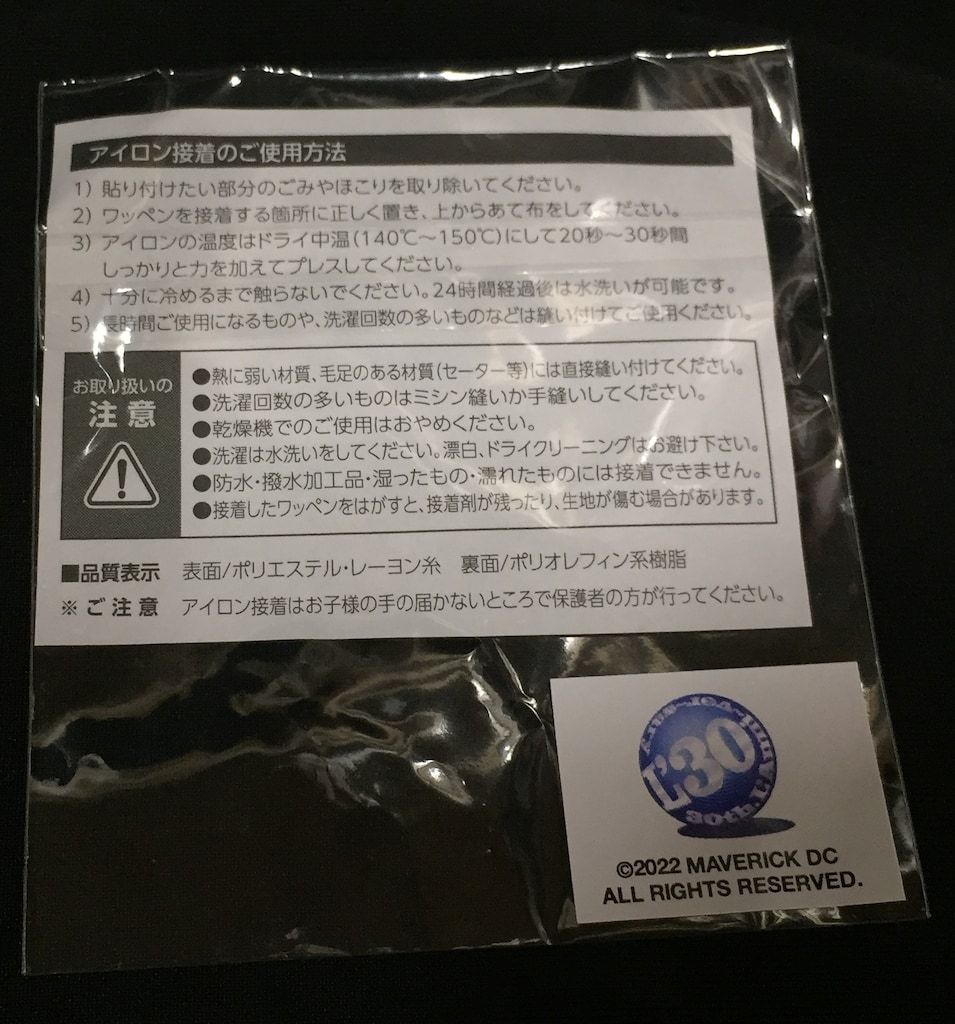 アイロン接着のご使用方法
1) 貼り付けたい部分のごみやほこりを取り除いてください。
2) ワッペンを接着する箇所に正しく置き、上からあて布をしてください。
3) アイロンの温度はドライ中温(140℃〜150℃)にして20秒〜30秒間
しっかりと力を加えてプレスしてください。
4) 十分に冷めるまで触らないでください。24時間経過後は水洗いが可能です。
5) 長時間ご使用になるものや、洗濯回数の多いものなどは縫い付けてご使用ください。
お取り扱いの
注意
●熱に弱い材質、毛足のある材質(セーター等)には直接縫い付けてください。
●洗濯回数の多いものはミシン縫いか手縫いしてください。
●乾燥機でのご使用はおやめください。
●洗濯は水洗いをしてください。漂白、ドライクリーニングはお避け下さい。
●防水・撥水加工品・湿ったもの・濡れたものには接着できません。
●接着したワッペンをはがすと、接着剤が残ったり、生地が傷む場合があります。
■品質表示 表面/ポリエステル・レーヨン糸 裏面/ポリオレフィン系樹脂
※ご注意 アイロン接着はお子様の手の届かないところで保護者の方が行ってください。
L'30
30th
©2022 MAVERICK DC
ALL RIGHTS RESERVED.